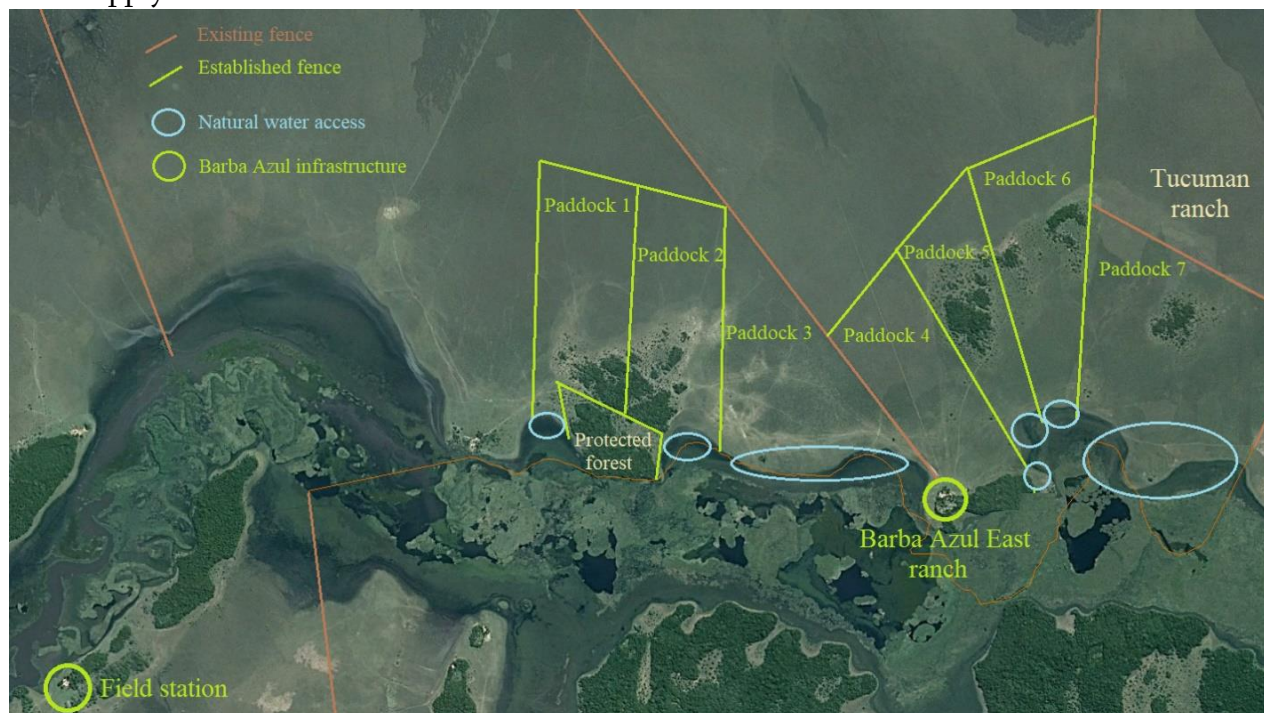 Existing fence
Established fence
Natural water access
Barba Azul infrastructure
Paddock 1
Paddock 2
Paddock 3
Paddock 4
Paddock 5
Paddock 6
Paddock 7
Tucuman
ranch
Protected
forest
Barba Azul East
ranch
Field station